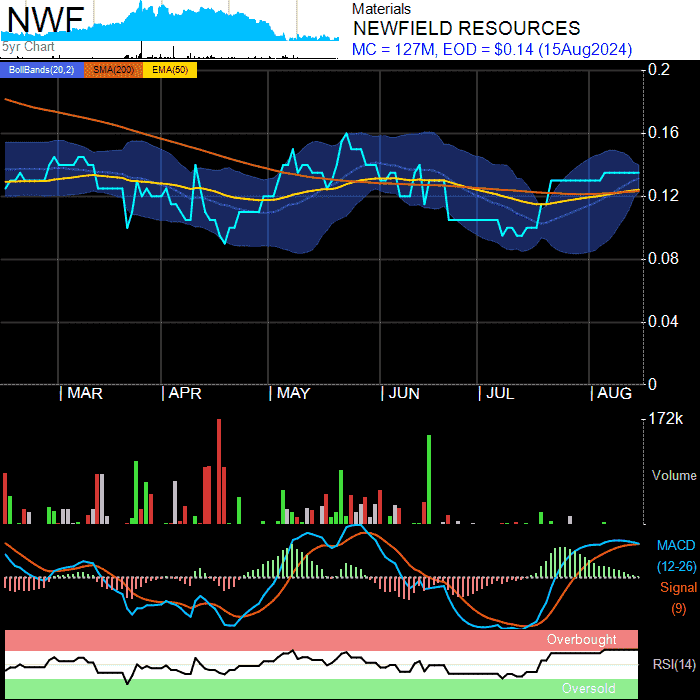 NWF
5yr Chart
Materials
NEWFIELD RESOURCES
MC = 127M, EOD = $0.14 (15Aug2024)
BollBands(20,2) SMA(200) EMA(50)
0.2
0.16
0.12
0.08
0.04
0
MAR APR MAY JUN JUL AUG
172k
Volume
MACD
(12-26)
Signal
(9)
Overbought
RSI(14)
Oversold